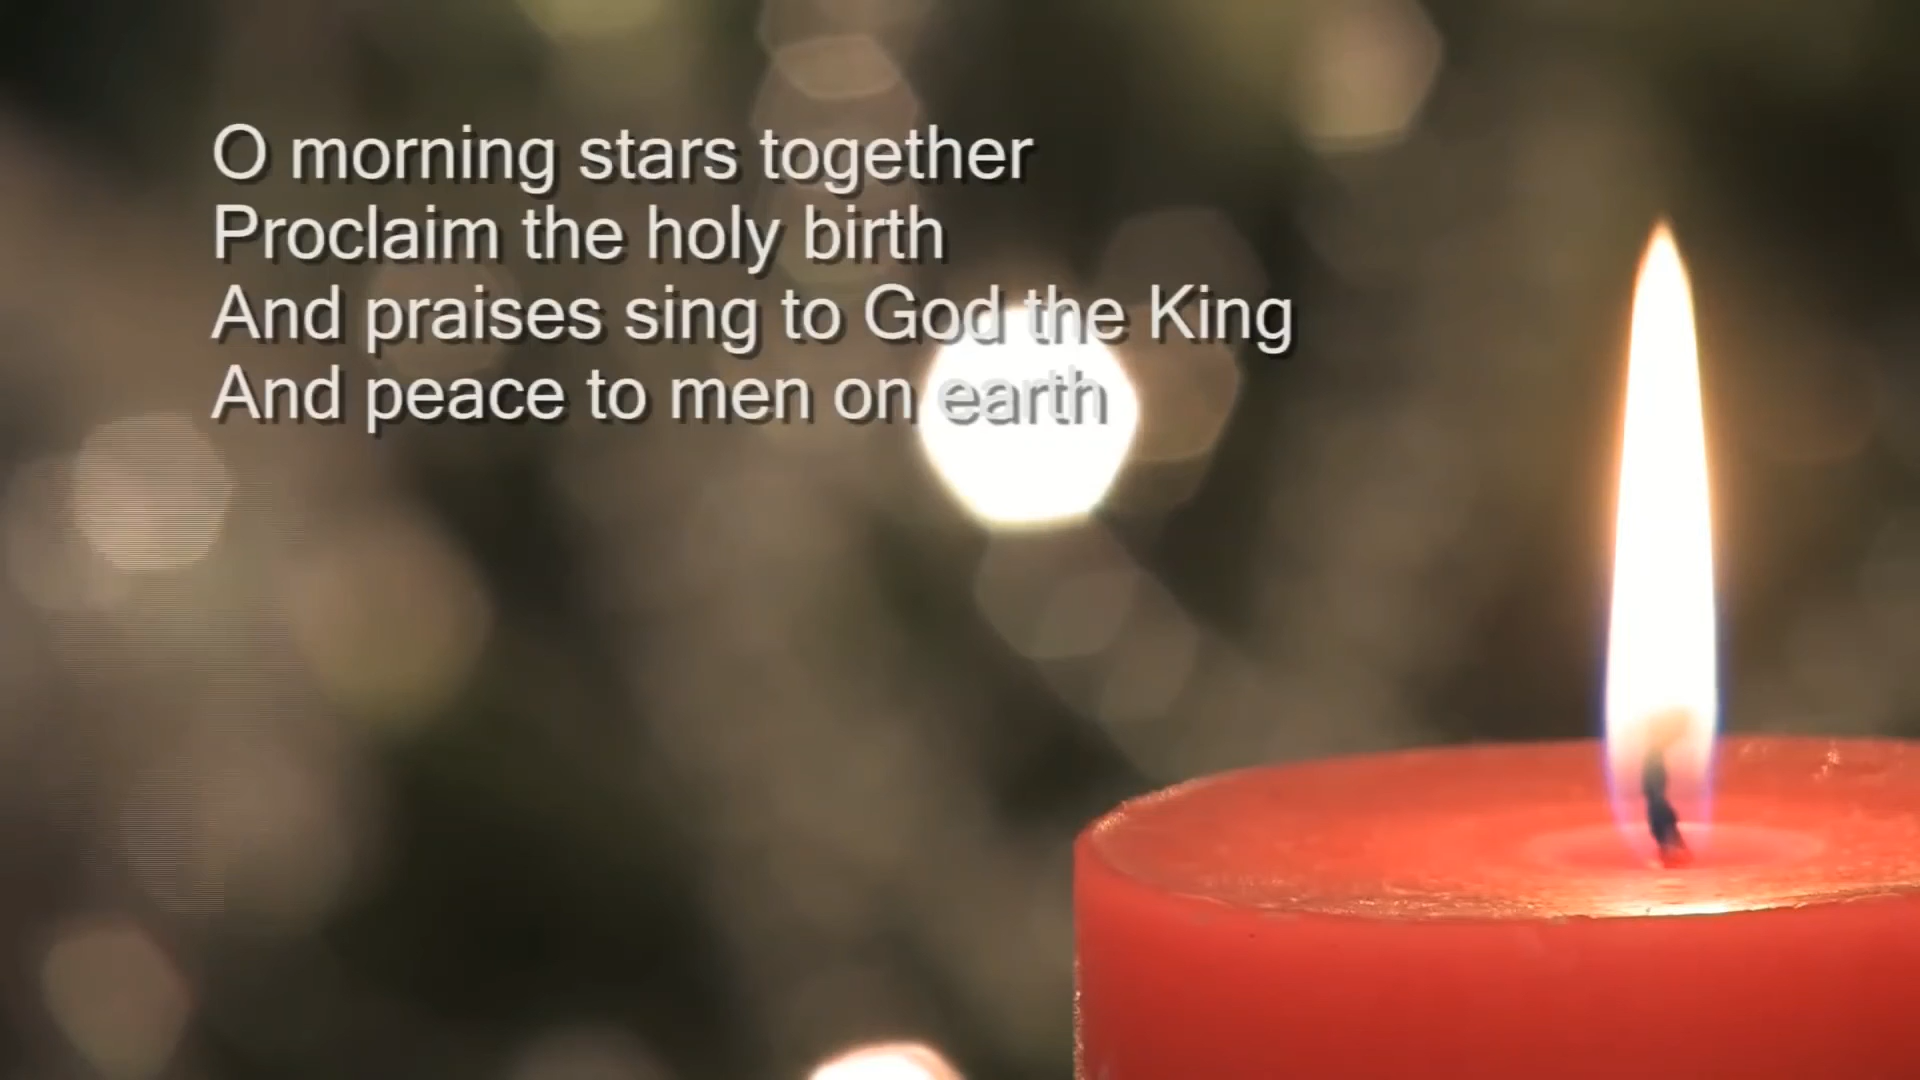 O morning stars together
Proclaim the holy birth
And praises sing to God the King
And peace to men on earth